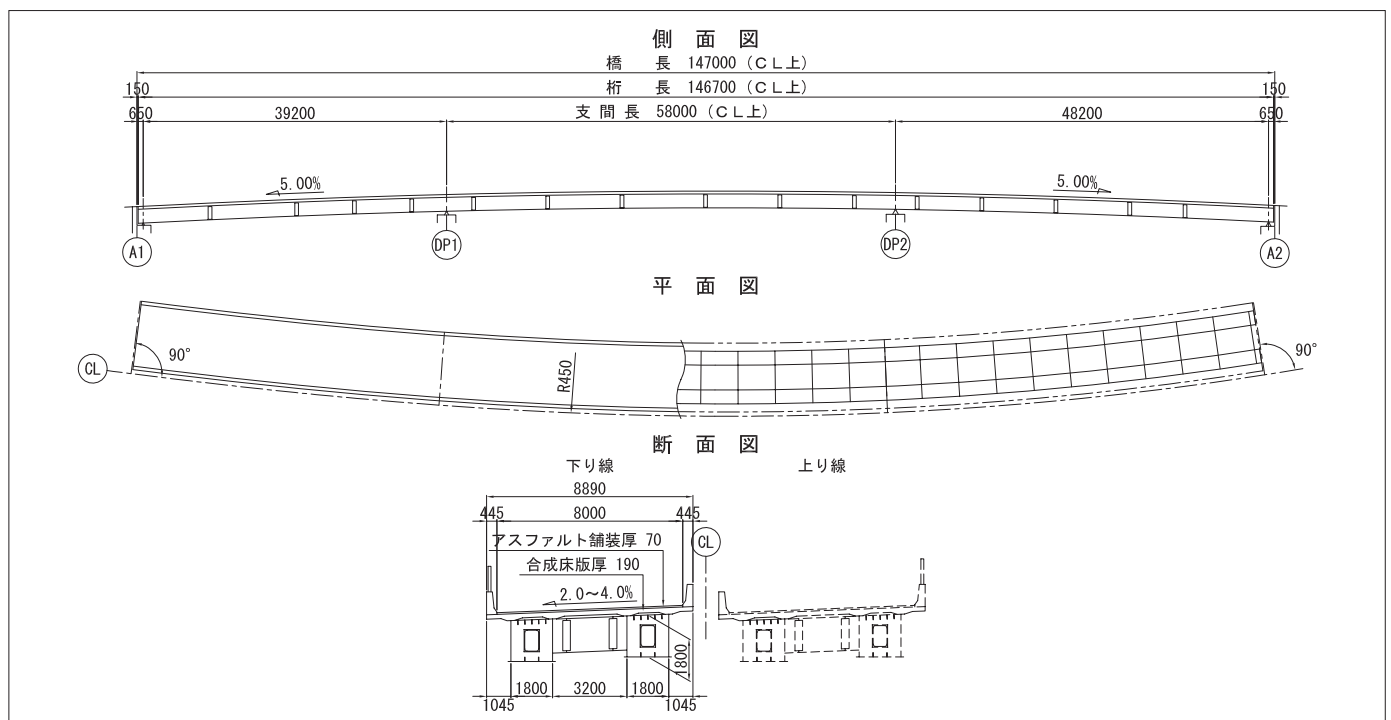 側面図
橋長 147000 (CL上)
150 桁長 146700 (CL上) 150
650 39200 支間長 58000 (CL上) 48200 650
5.00% 5.00%
A1 DP1 DP2 A2
平面図
90° CL R450 90°
断面図
下り線 上り線
8890
445 8000 445
アスファルト舗装厚 70 CL
合成床版厚 190
2.0~4.0%
1800
1800 3200 1800
1045 1045